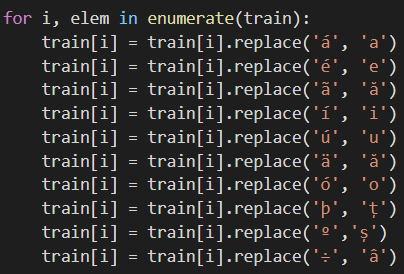 for i, elem in enumerate(train):
    train[i] = train[i].replace('á', 'a')
    train[i] = train[i].replace('é', 'e')
    train[i] = train[i].replace('ã', 'ă')
    train[i] = train[i].replace('í', 'i')
    train[i] = train[i].replace('ú', 'u')
    train[i] = train[i].replace('ä', 'ă')
    train[i] = train[i].replace('ó', 'o')
    train[i] = train[i].replace('þ', 'ț')
    train[i] = train[i].replace('º','ș')
    train[i] = train[i].replace('÷', 'â')